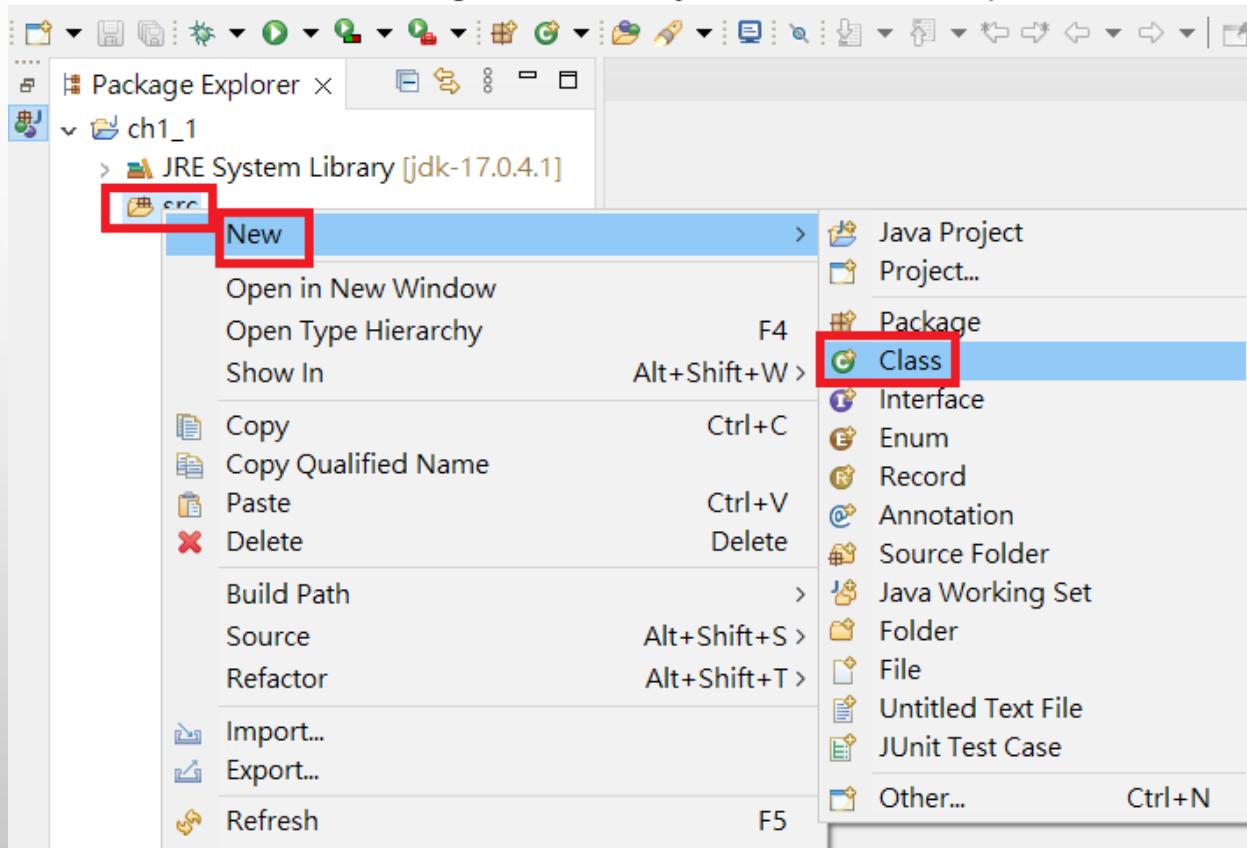 Package Explorer
ch1_1
JRE System Library [jdk-17.0.4.1]
src
New
Open in New Window
Open Type Hierarchy F4
Show In Alt+Shift+W
Copy Ctrl+C
Copy Qualified Name
Paste Ctrl+V
Delete Delete
Build Path
Source Alt+Shift+S
Refactor Alt+Shift+T
Import...
Export...
Refresh F5
Java Project
Project...
Package
Class
Interface
Enum
Record
Annotation
Source Folder
Java Working Set
Folder
File
Untitled Text File
JUnit Test Case
Other... Ctrl+N